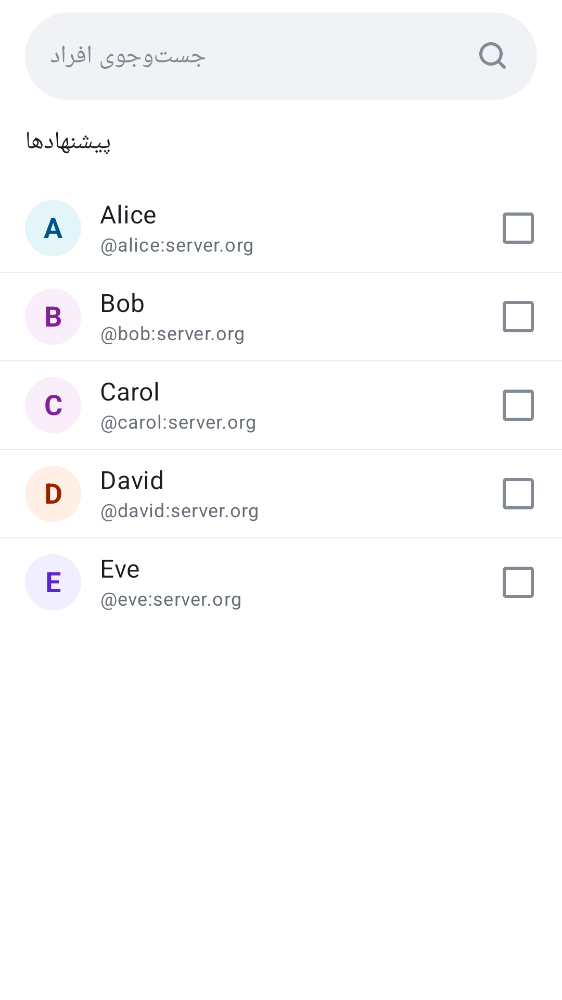 جست‌وجوی افراد
پیشنهادها
A
Alice
@alice:server.org
B
Bob
@bob:server.org
C
Carol
@carol:server.org
D
David
@david:server.org
E
Eve
@eve:server.org